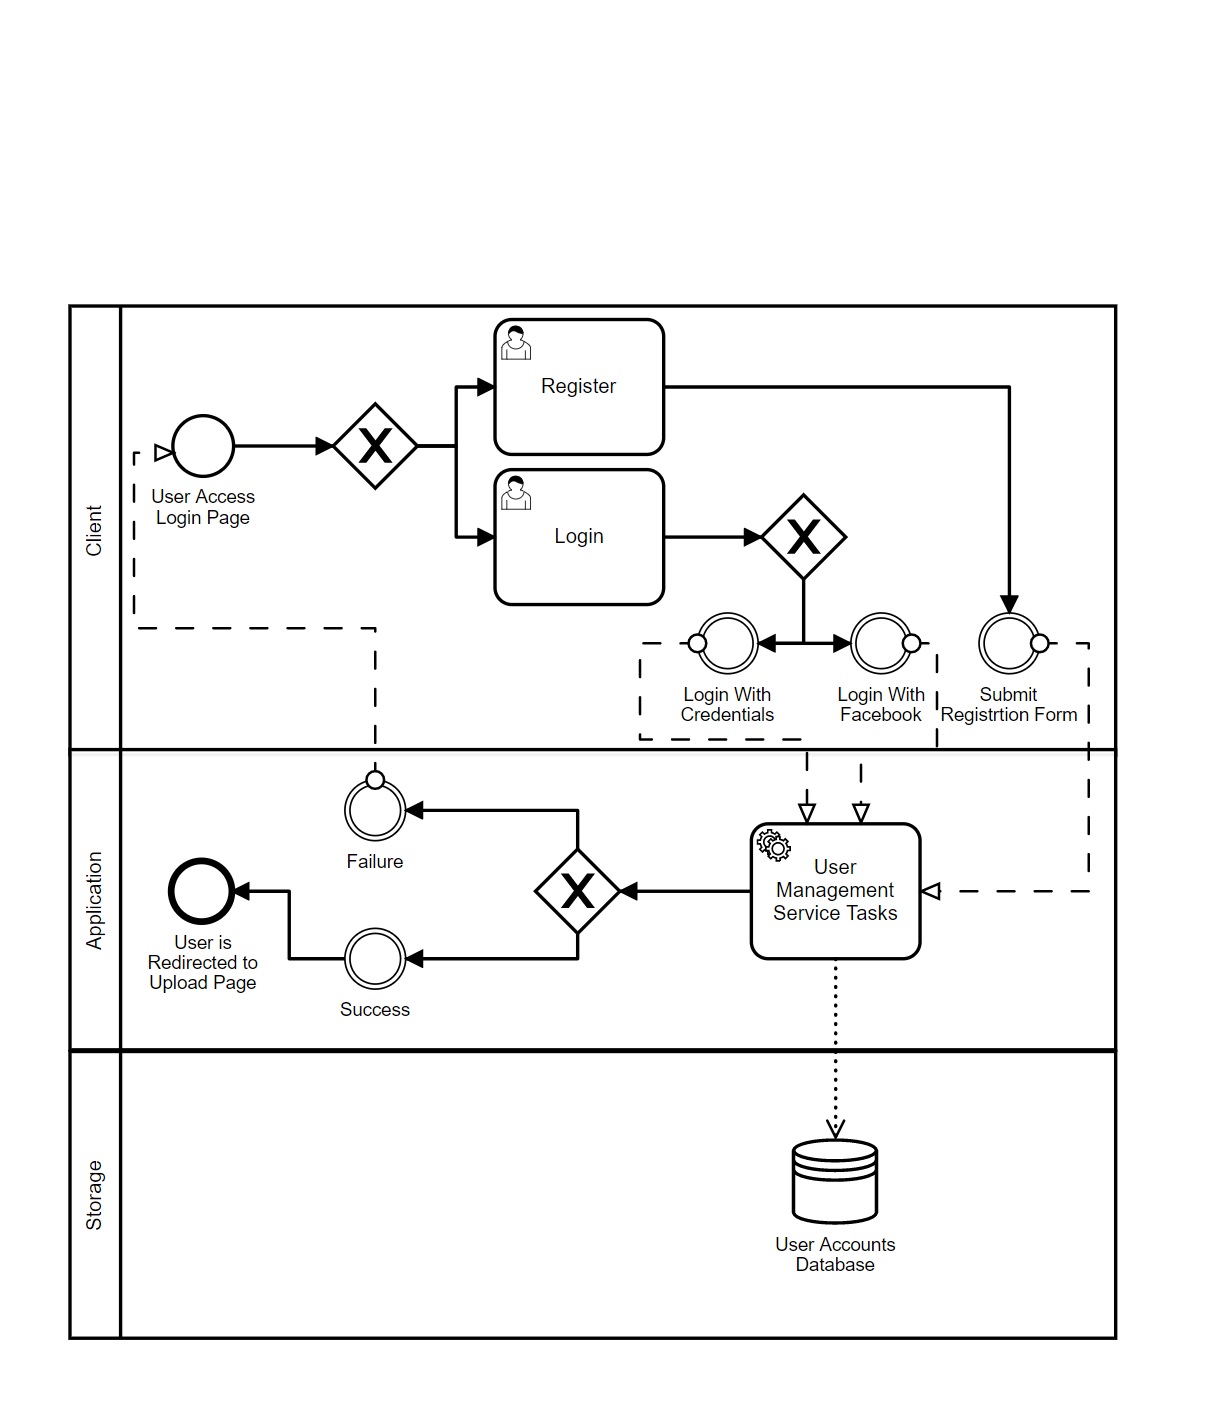 Client
Register
User Access
Login Page
X
Login
X
Login With
Credentials
Login With
Facebook
Submit
Registrtion Form
Application
Failure
User
Management
Service Tasks
X
User is
Redirected to
Upload Page
Success
Storage
User Accounts
Database